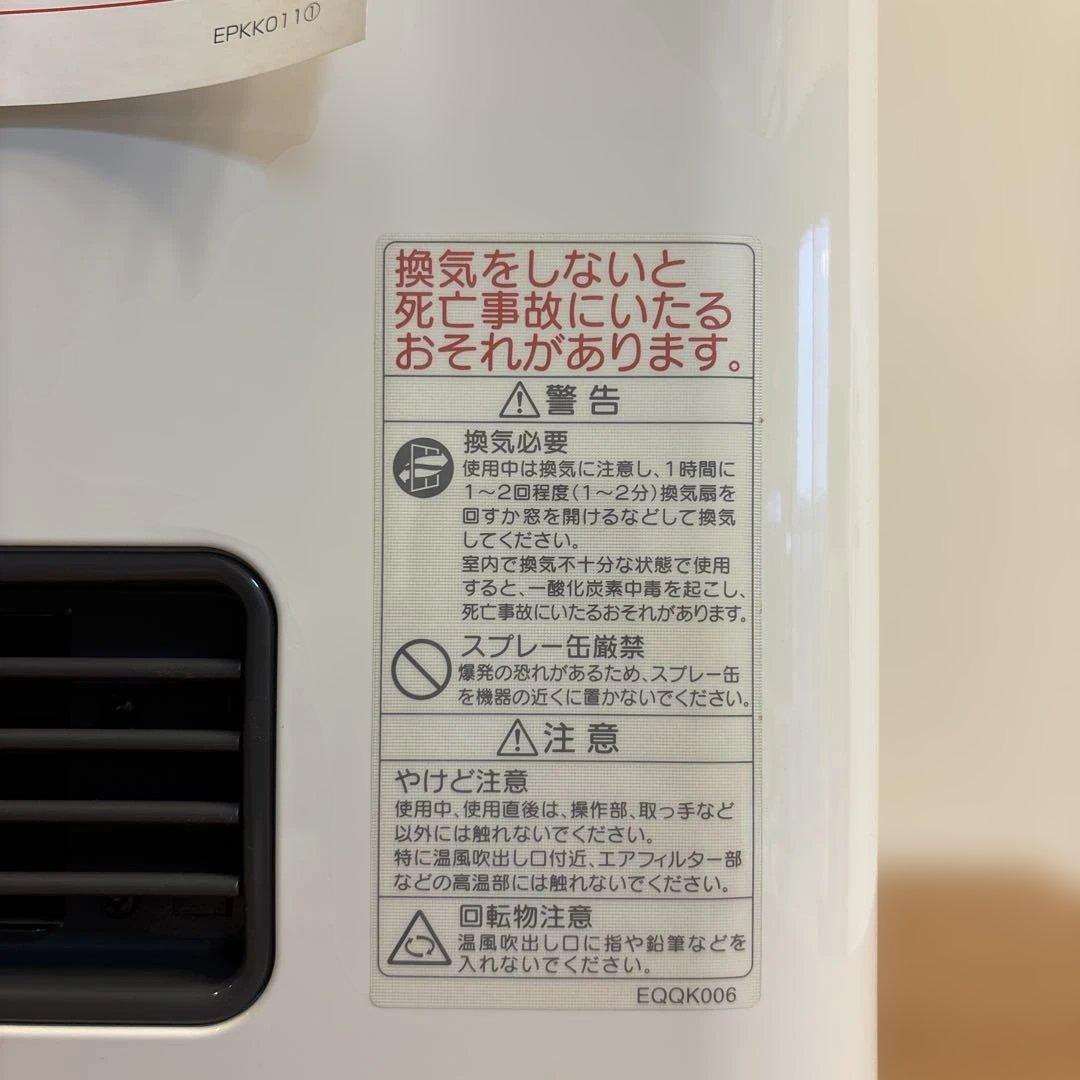 EPKK011①
換気をしないと
死亡事故にいたる
おそれがあります。
警告
換気必要
使用中は換気に注意し、1時間に
1～2回程度(1～2分)換気扇を
回すか窓を開けるなどして換気
してください。
室内で換気不十分な状態で使用
すると、一酸化炭素中毒を起こし、
死亡事故にいたるおそれがあります。
スプレー缶厳禁
爆発の恐れがあるため、スプレー缶
を機器の近くに置かないでください。
注意
やけど注意
使用中、使用直後は、操作部、取っ手など
以外には触れないでください。
特に温風吹出し口付近、エアフィルター部
などの高温部には触れないでください。
回転物注意
温風吹出し口に指や鉛筆などを
入れないでください。
EQQK006